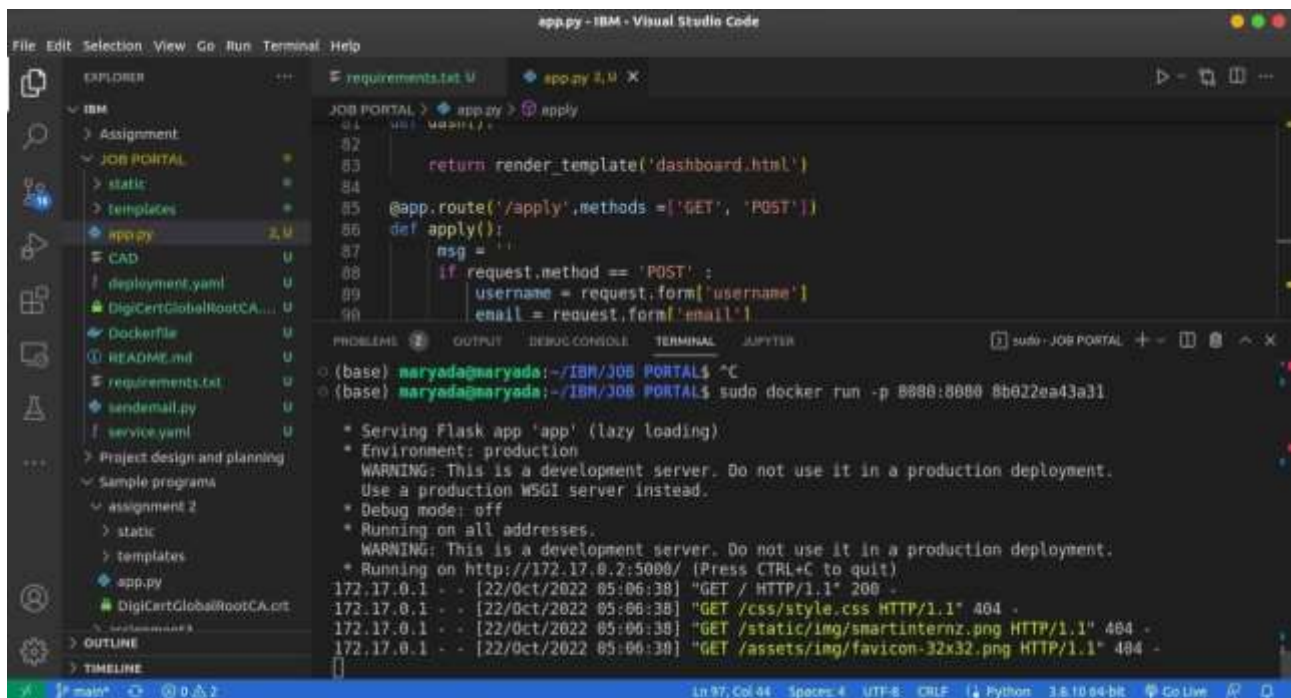 app.py - IBM - Visual Studio Code
File Edit Selection View Go Run Terminal Help
EXPLORER
IBM
Assignment
JOB PORTAL
static
templates
app.py 2, U
CAD U
deployment.yaml U
DigiCertGlobalRootCA.... U
Dockerfile U
README.md U
requirements.txt U
sendemail.py U
service.yaml U
Project design and planning
Sample programs
assignment 2
static
templates
app.py
DigiCertGlobalRootCA.crt
assignment3
OUTLINE
TIMELINE
requirements.txt U app.py 2, U
JOB PORTAL > app.py > apply
81 def dash():
82
83 return render_template('dashboard.html')
84
85 @app.route('/apply',methods =['GET', 'POST'])
86 def apply():
87 msg = ''
88 if request.method == 'POST' :
89 username = request.form['username']
90 email = request.form['email']
PROBLEMS 2 OUTPUT DEBUG CONSOLE TERMINAL JUPYTER sudo - JOB PORTAL
(base) maryada@maryada:~/IBM/JOB PORTAL$ ^C
(base) maryada@maryada:~/IBM/JOB PORTAL$ sudo docker run -p 8080:8080 8b022ea43a31
* Serving Flask app 'app' (lazy loading)
* Environment: production
WARNING: This is a development server. Do not use it in a production deployment.
Use a production WSGI server instead.
* Debug mode: off
* Running on all addresses.
WARNING: This is a development server. Do not use it in a production deployment.
* Running on http://172.17.0.2:5000/ (Press CTRL+C to quit)
172.17.0.1 - - [22/Oct/2022 05:06:38] "GET / HTTP/1.1" 200 -
172.17.0.1 - - [22/Oct/2022 05:06:38] "GET /css/style.css HTTP/1.1" 404 -
172.17.0.1 - - [22/Oct/2022 05:06:38] "GET /static/img/smartinternz.png HTTP/1.1" 404 -
172.17.0.1 - - [22/Oct/2022 05:06:38] "GET /assets/img/favicon-32x32.png HTTP/1.1" 404 -
main* 0 2 Ln 97, Col 44 Spaces: 4 UTF-8 CRLF Python 3.8.10 64-bit Go Live